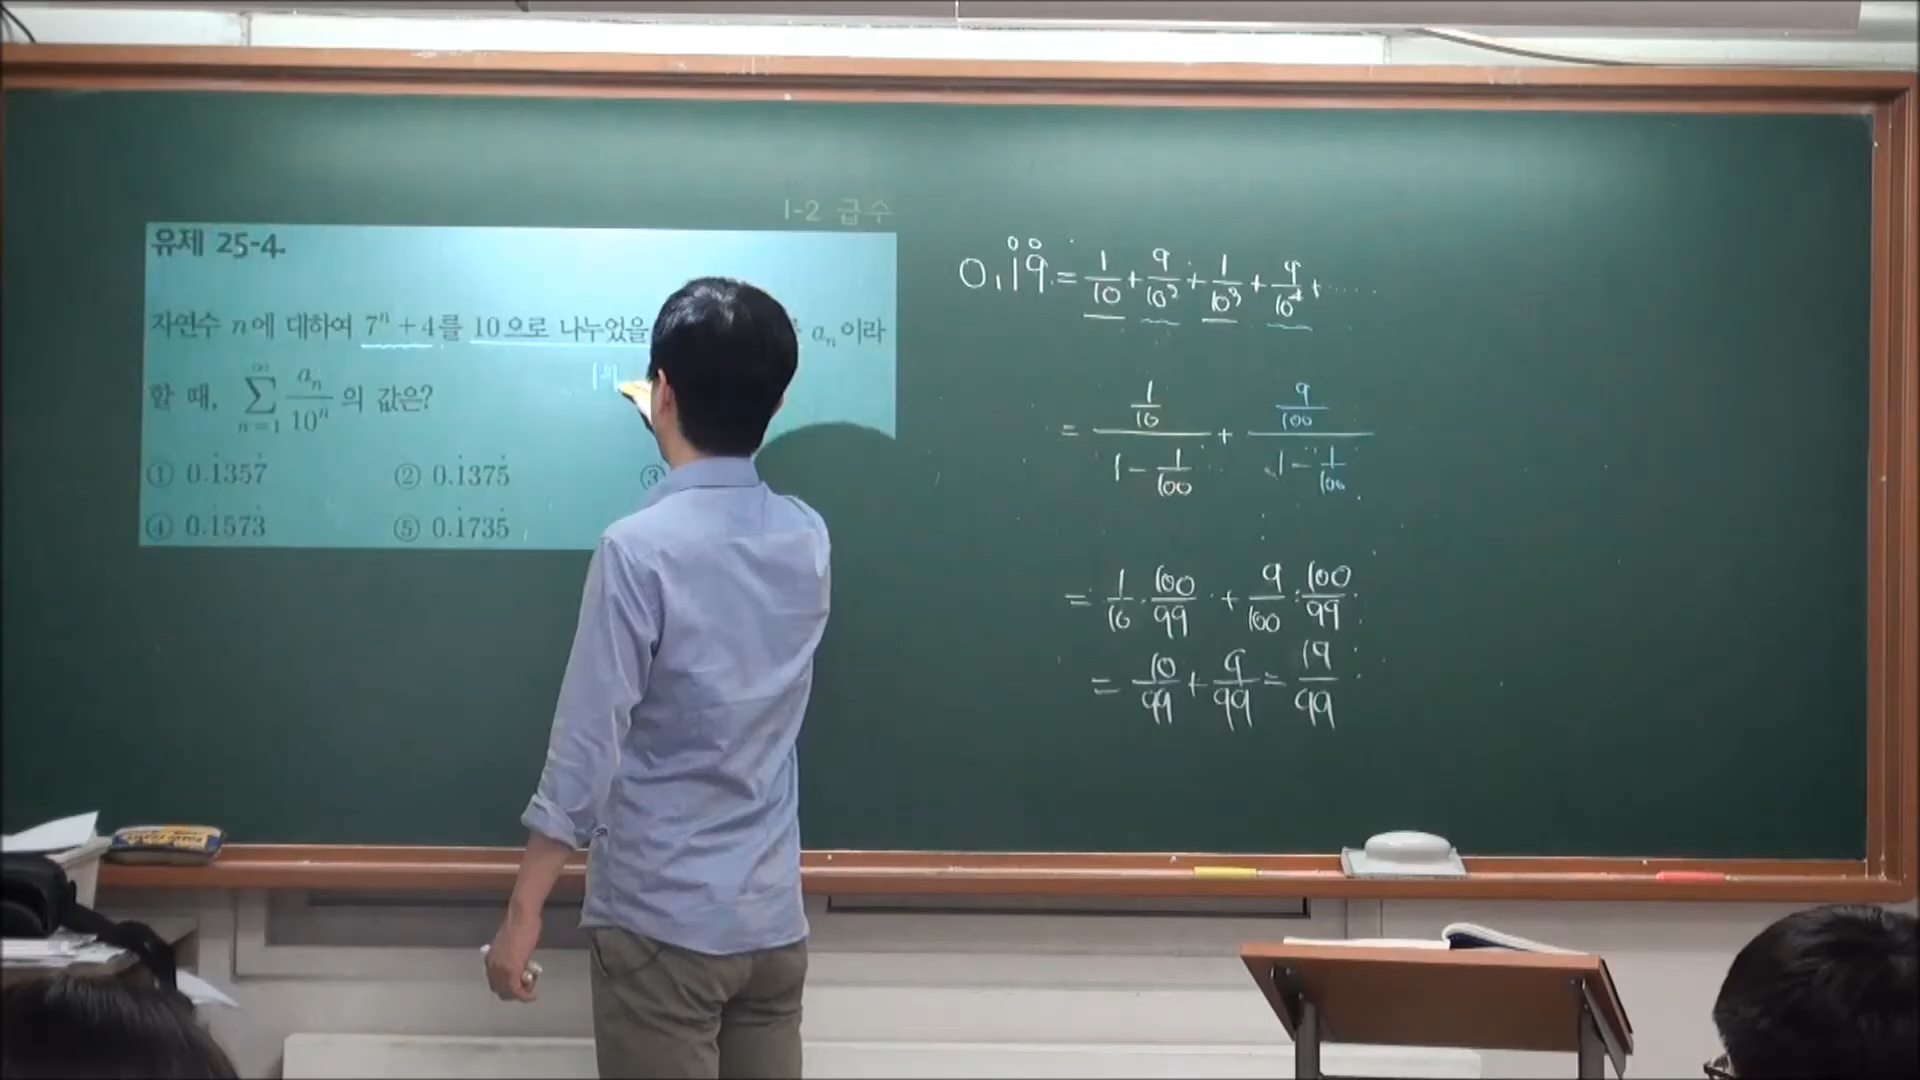 1-2 급수
유제 25-4.
자연수 n에 대하여 7ⁿ+4를 10으로 나누었을 aₙ이라
할 때, ∑_{n=1}^{∞} aₙ/10ⁿ 의 값은?
① 0.1̇357̇ ② 0.1̇375̇ ③
④ 0.1̇573̇ ⑤ 0.1̇735̇
0.1̇9̇ = 1/10 + 9/10² + 1/10³ + 9/10⁴ + ......
= (1/10)/(1 - 1/100) + (9/100)/(1 - 1/100)
= 1/10 · 100/99 + 9/100 · 100/99
= 10/99 + 9/99 = 19/99